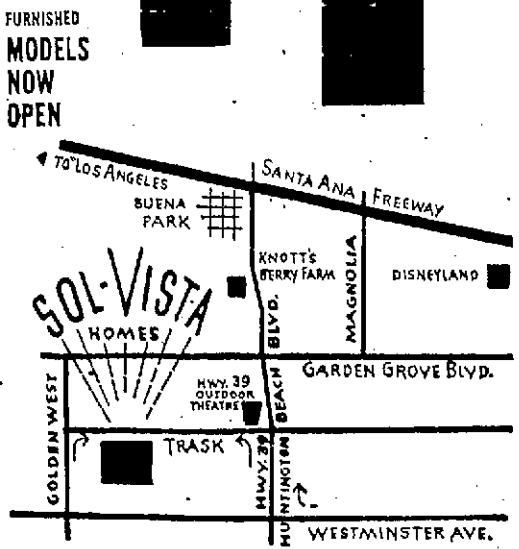 FURNISHED
MODELS
NOW
OPEN
TO LOS ANGELES
SANTA ANA FREEWAY
BUENA
PARK
KNOTT'S
BERRY FARM
MAGNOLIA
DISNEYLAND
SOL-VISTA
HOMES
GARDEN GROVE BLVD.
GOLDEN WEST
HWY. 39
OUTDOOR
THEATRE
HUNTINGTON BEACH BLVD.
TRASK
HWY. 39
WESTMINSTER AVE.